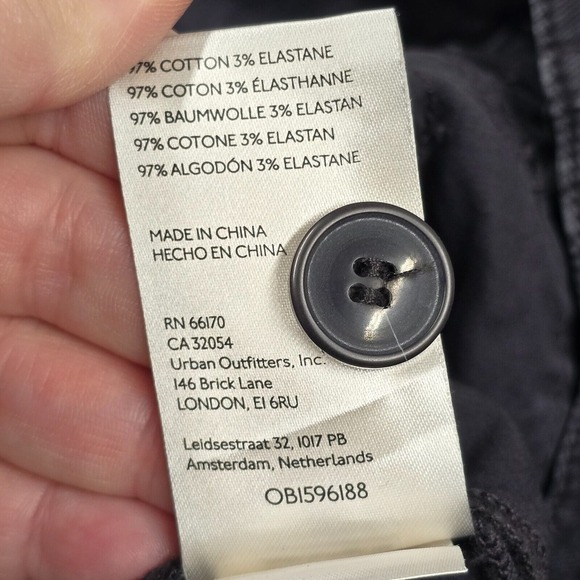 97% COTTON 3% ELASTANE
97% COTON 3% ÉLASTHANNE
97% BAUMWOLLE 3% ELASTAN
97% COTONE 3% ELASTAN
97% ALGODÓN 3% ELASTANE
MADE IN CHINA
HECHO EN CHINA
RN 66170
CA 32054
Urban Outfitters, Inc.
146 Brick Lane
LONDON, E1 6RU
Leidsestraat 32, 1017 PB
Amsterdam, Netherlands
OB1596188